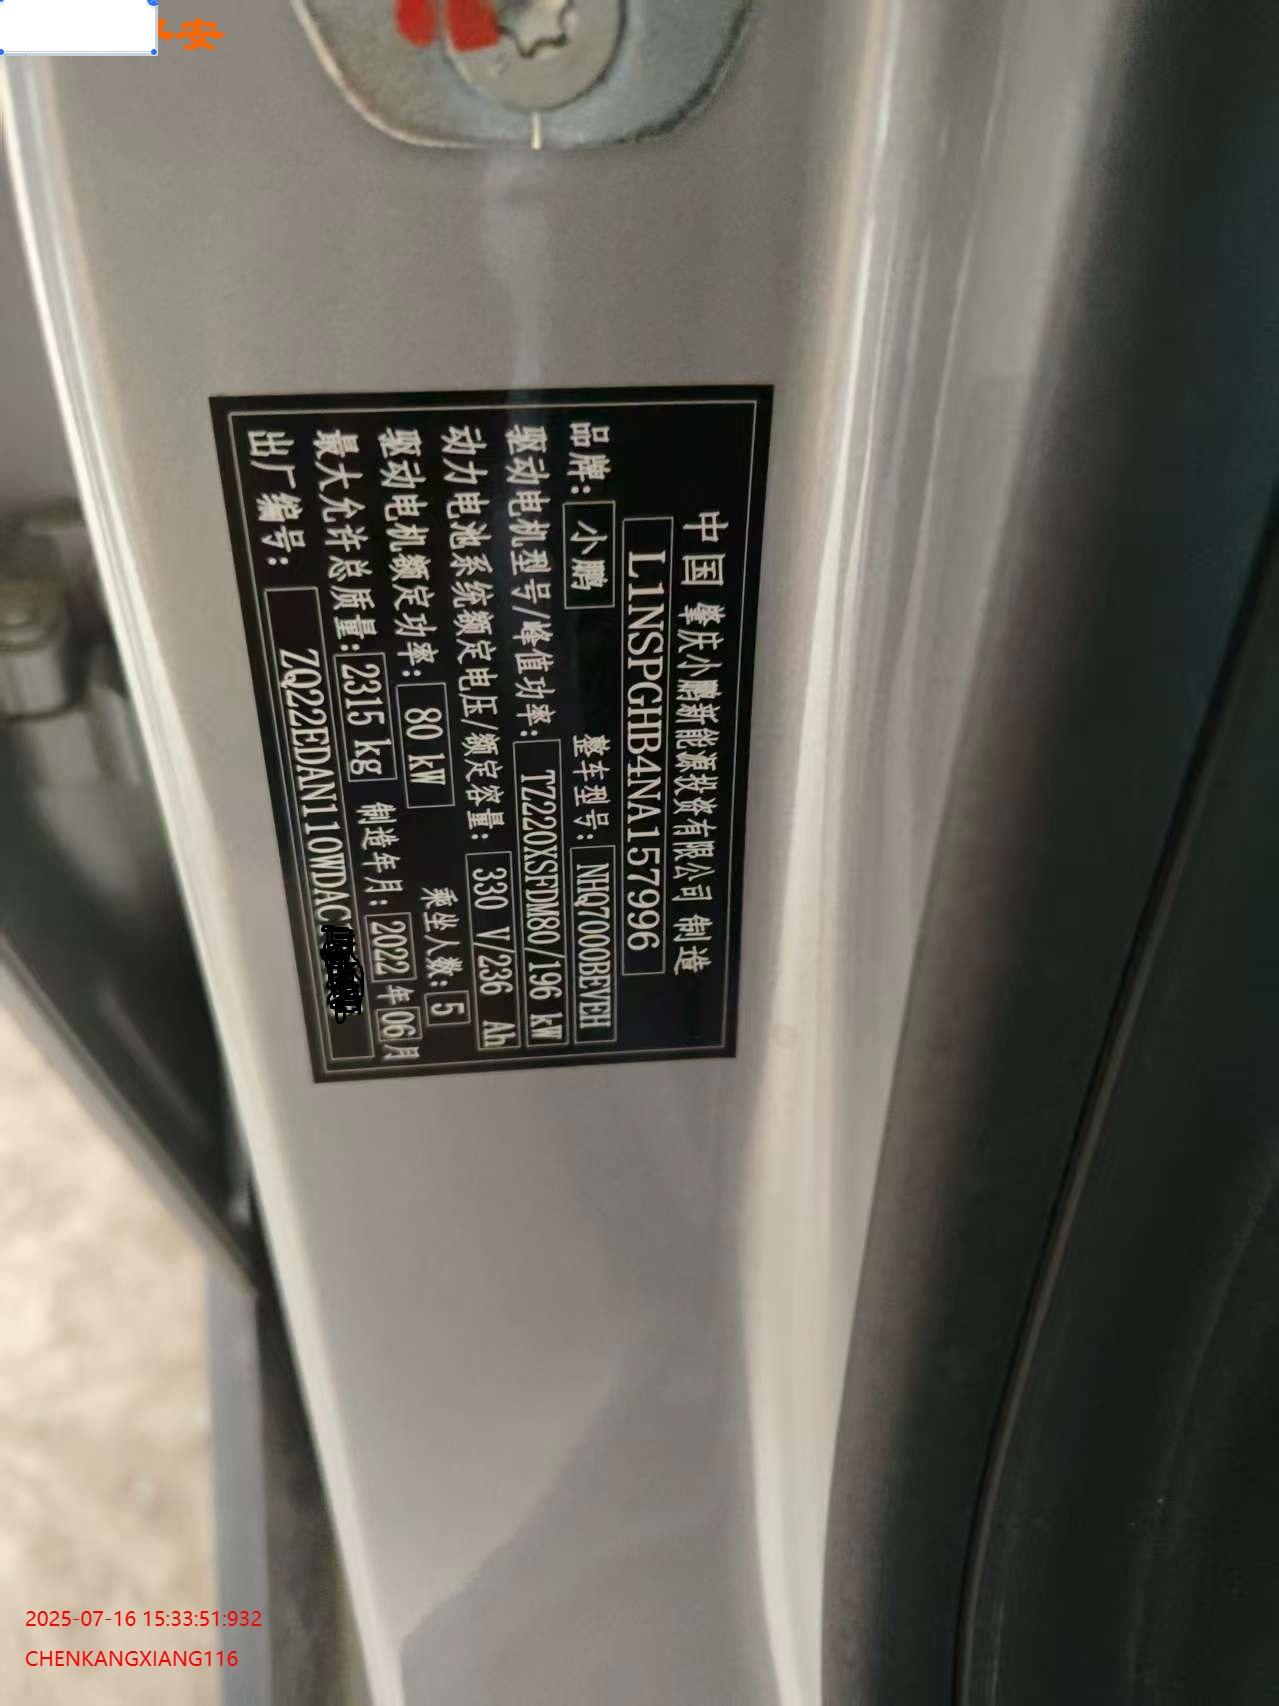 安
中国 肇庆小鹏新能源投资有限公司 制造
L1NSPGHB4NA157996
品牌: 小鹏 整车型号: NHQ7000BEVEH
驱动电机型号/峰值功率: TZ220XSFDM80/196 kW
动力电池系统额定电压/额定容量: 330 V/236 Ah
驱动电机额定功率: 80 kW 乘坐人数: 5
最大允许总质量: 2315 kg 制造年月: 2022 年 06 月
出厂编号: ZQ22EDAN110WDAC
2025-07-16 15:33:51:932
CHENKANGXIANG116